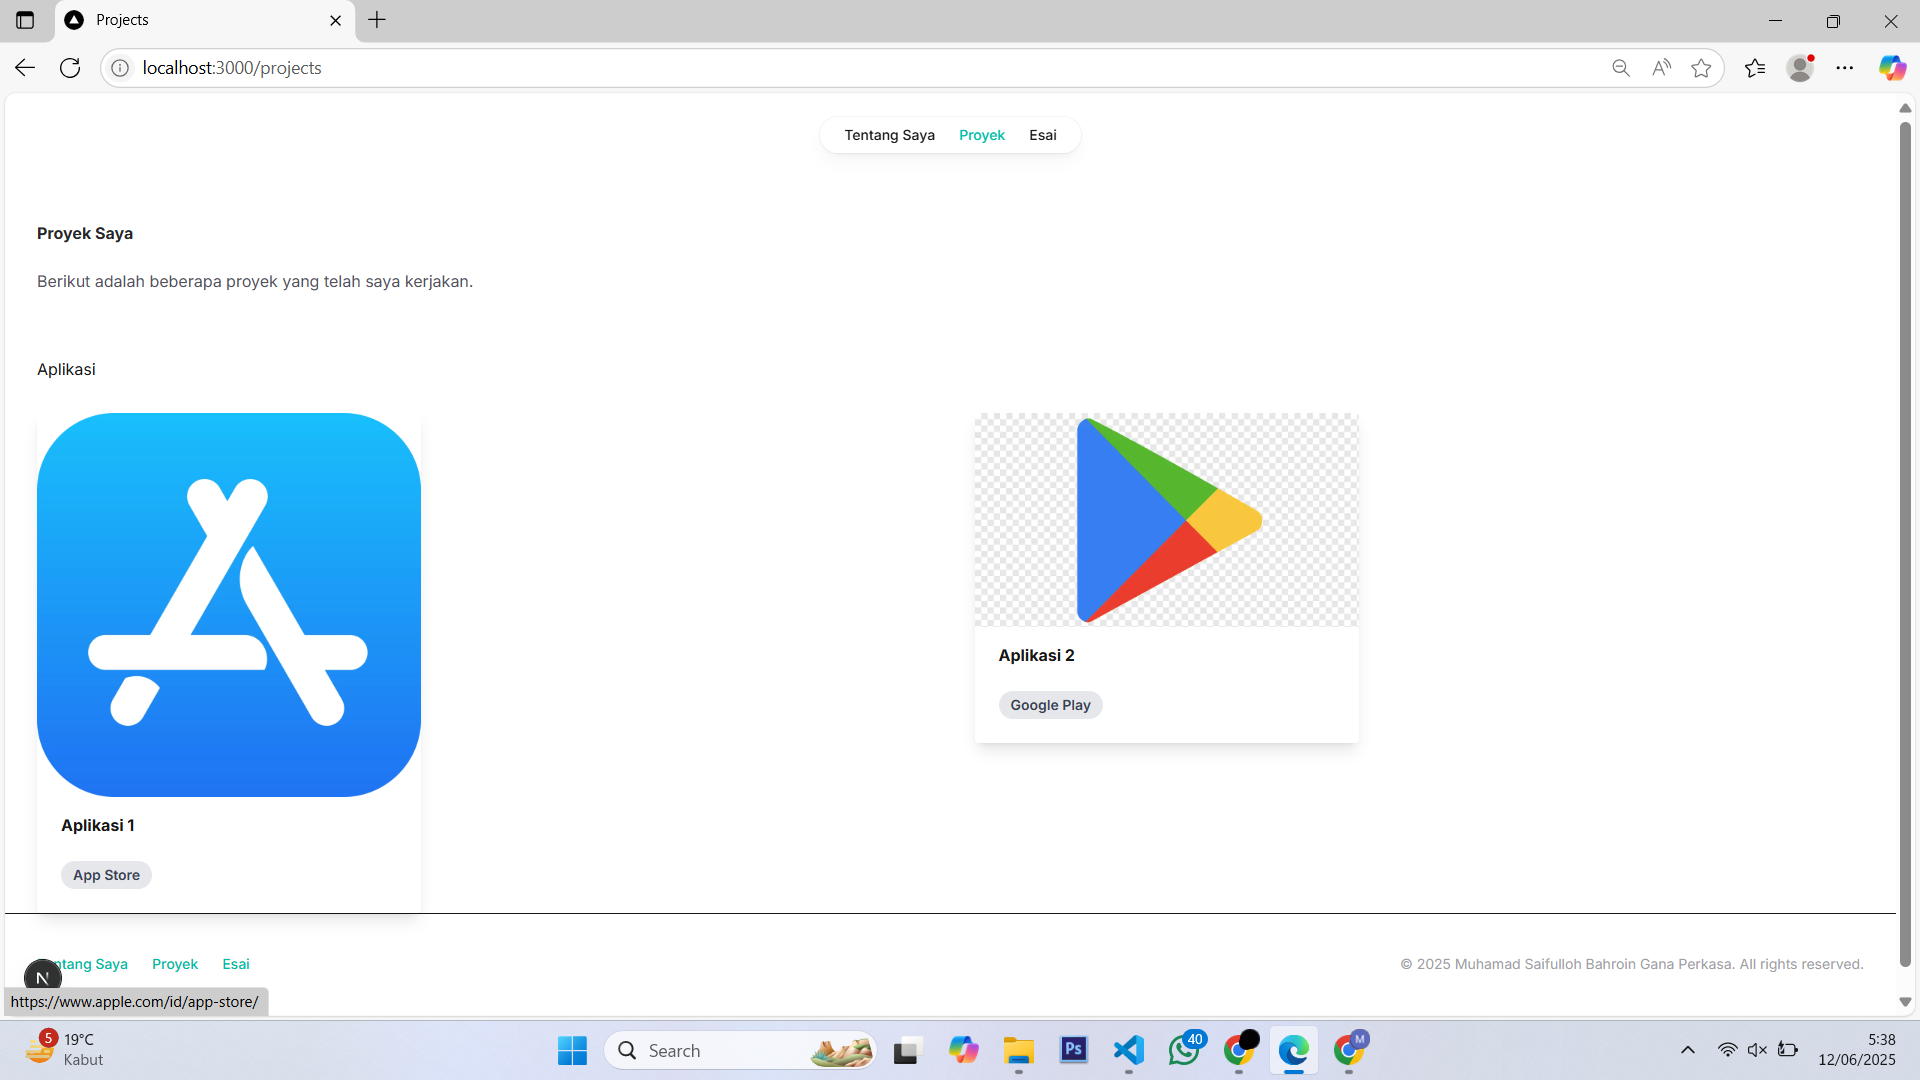 Projects
localhost:3000/projects
Tentang Saya Proyek Esai
Proyek Saya
Berikut adalah beberapa proyek yang telah saya kerjakan.
Aplikasi
Aplikasi 1
App Store
Aplikasi 2
Google Play
ntang Saya Proyek Esai
© 2025 Muhamad Saifulloh Bahroin Gana Perkasa. All rights reserved.
N
https://www.apple.com/id/app-store/
5
19°C
Kabut
Search
Ps
40
M
5:38
12/06/2025